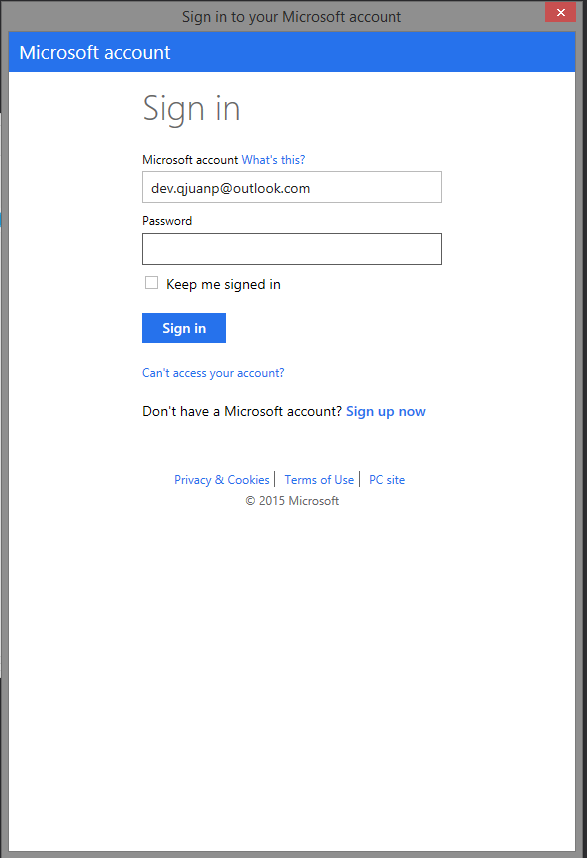 Sign in to your Microsoft account
Microsoft account
Sign in
Microsoft account What's this?
dev.qjuanp@outlook.com
Password
Keep me signed in
Sign in
Can't access your account?
Don't have a Microsoft account? Sign up now
Privacy & Cookies | Terms of Use | PC site
© 2015 Microsoft